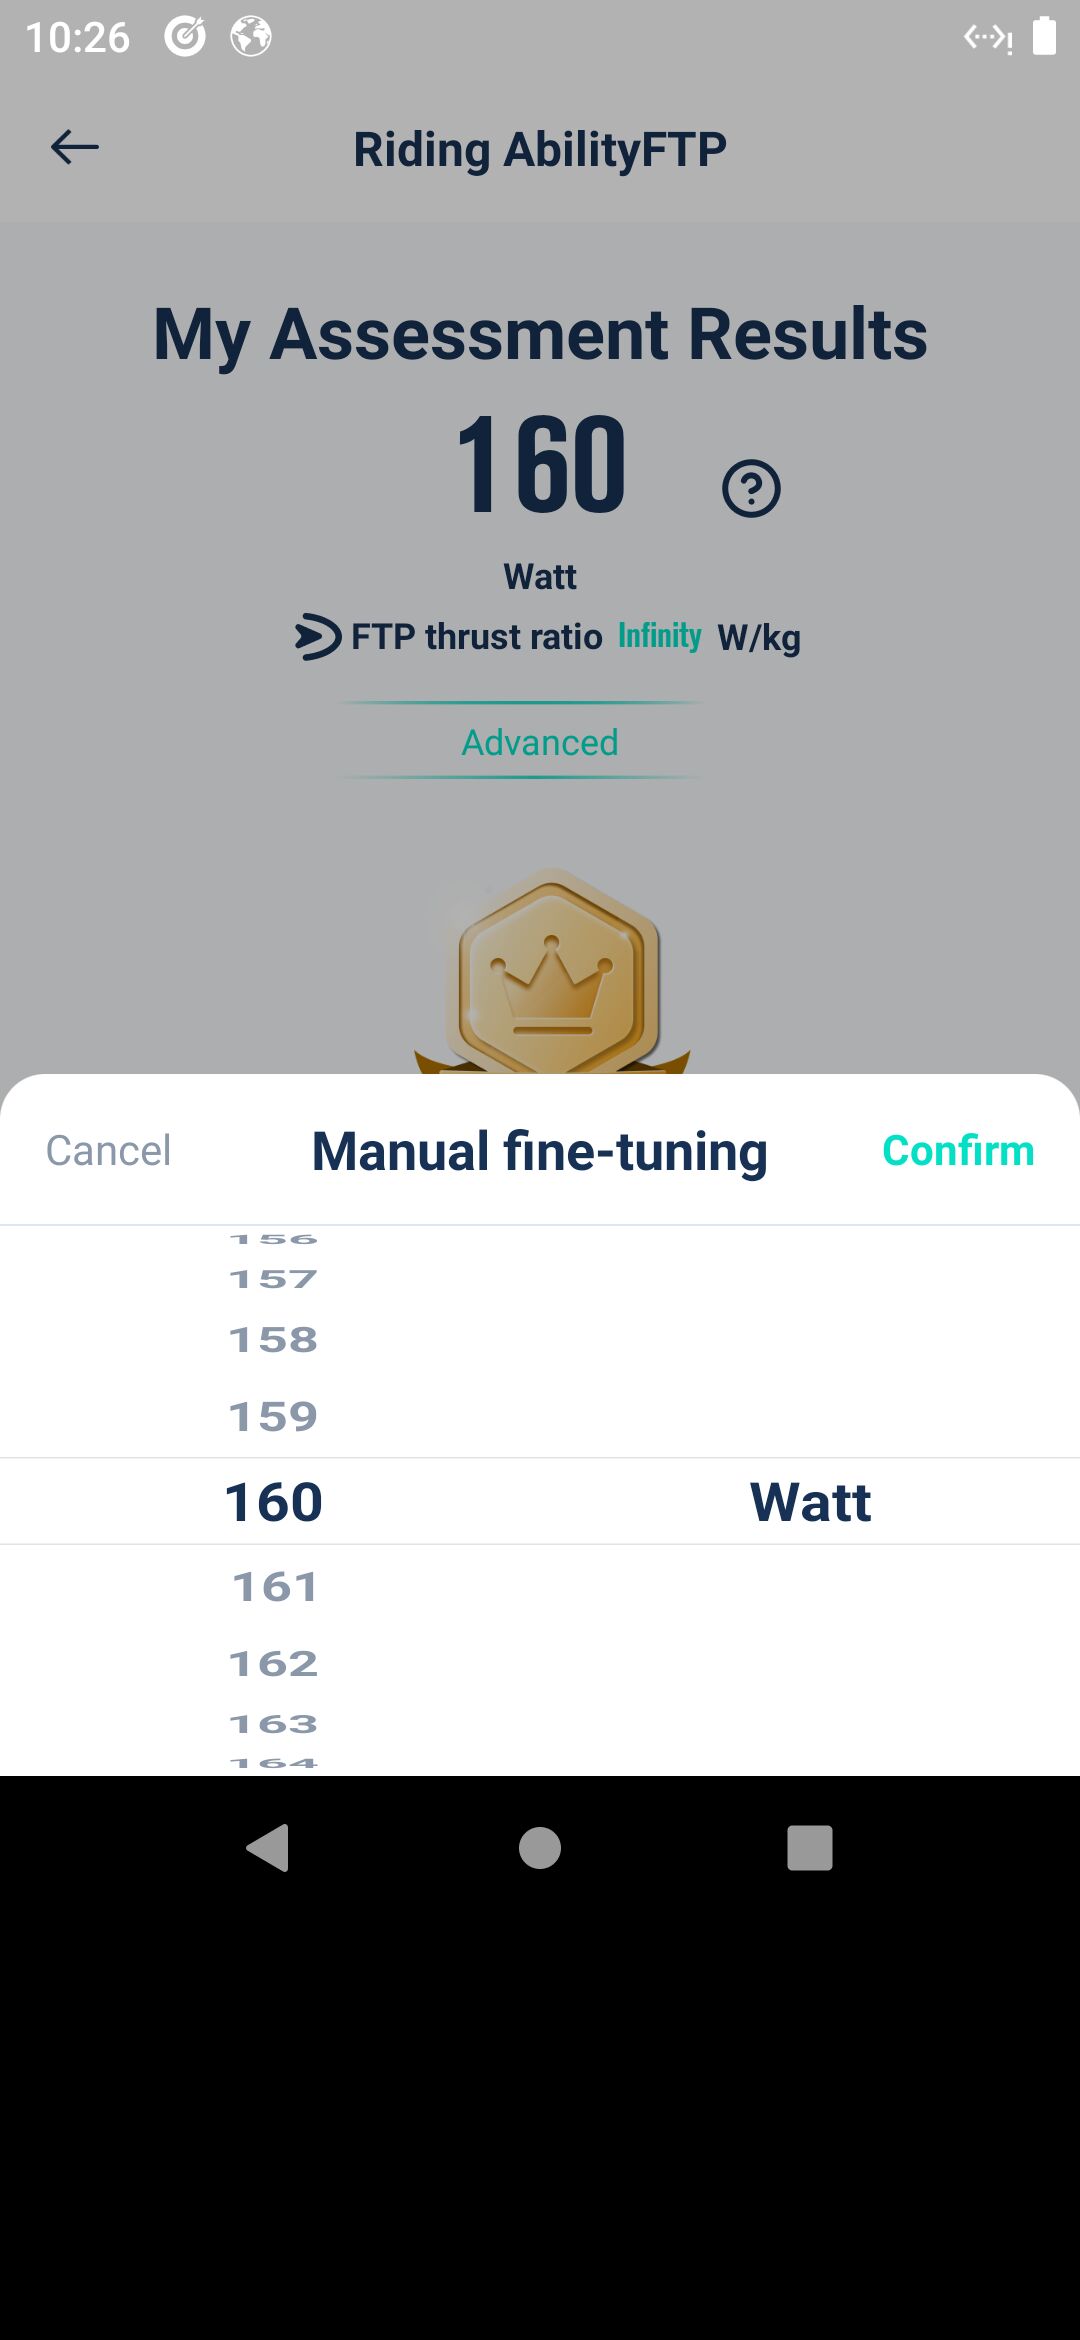 10:26
Riding AbilityFTP
My Assessment Results
160
Watt
FTP thrust ratio Infinity W/kg
Advanced
Cancel Manual fine-tuning Confirm
156
157
158
159
160 Watt
161
162
163
164